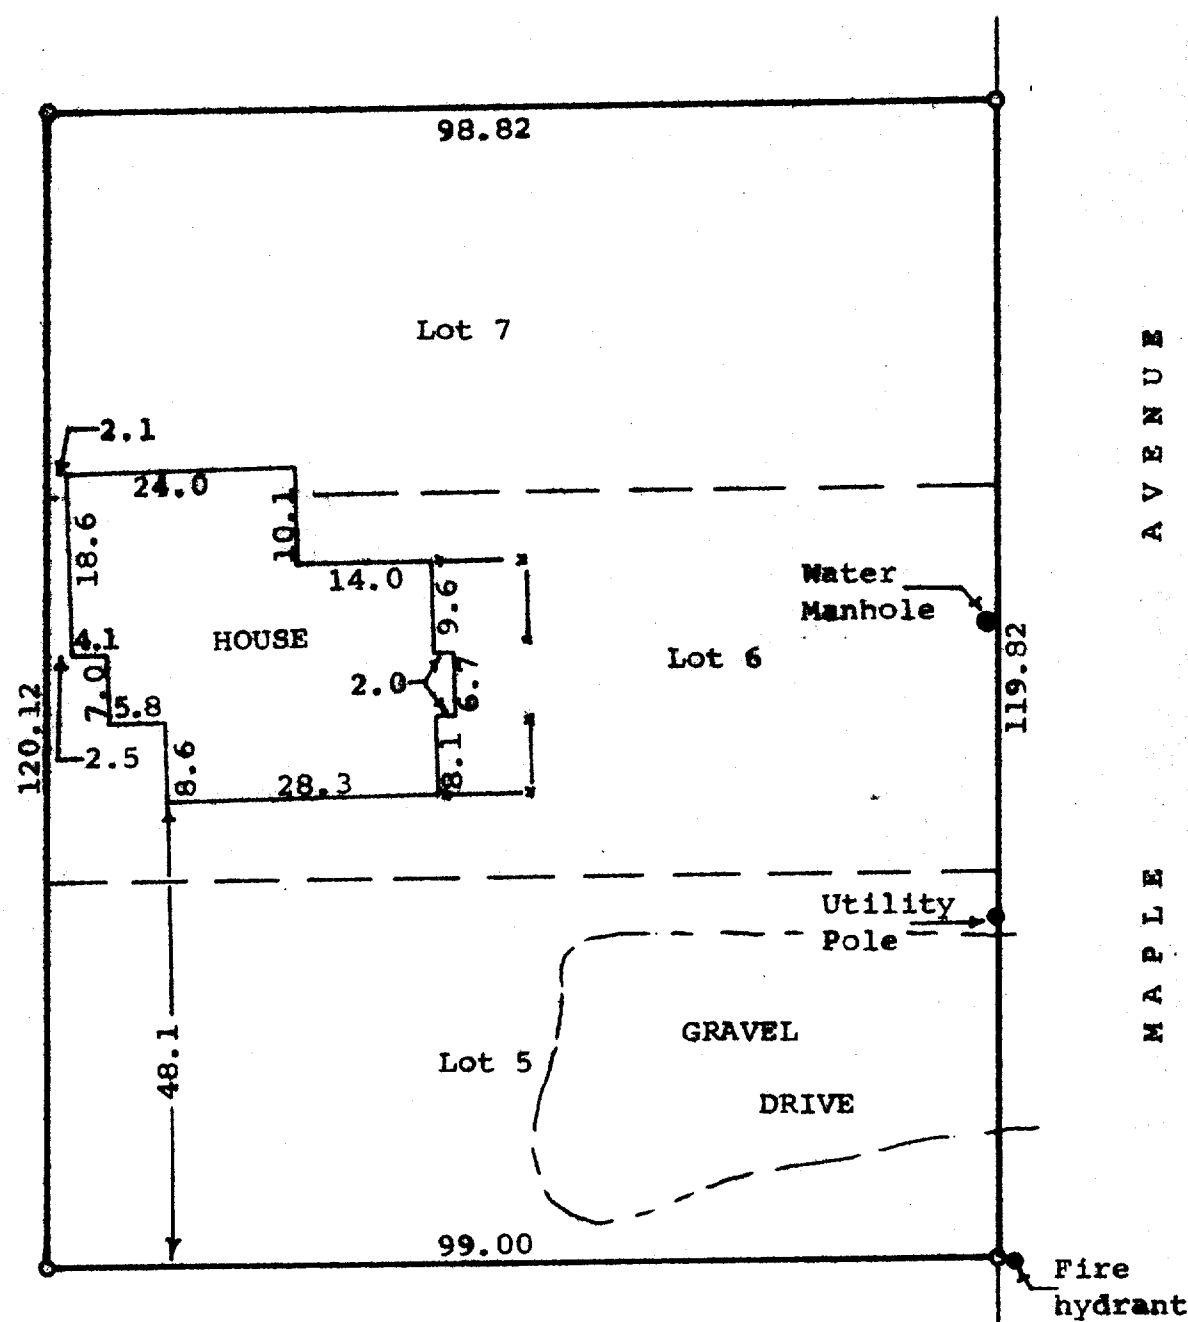 98.82
Lot 7
2.1
24.0
10.1
18.6
14.0
9.6
Water
Manhole
4.1
HOUSE
Lot 6
119.82
2.0
6.7
7.0
5.8
120.12
2.5
8.6
28.3
8.1
Utility
Pole
GRAVEL
DRIVE
Lot 5
48.1
99.00
Fire
hydrant
MAPLE AVENUE